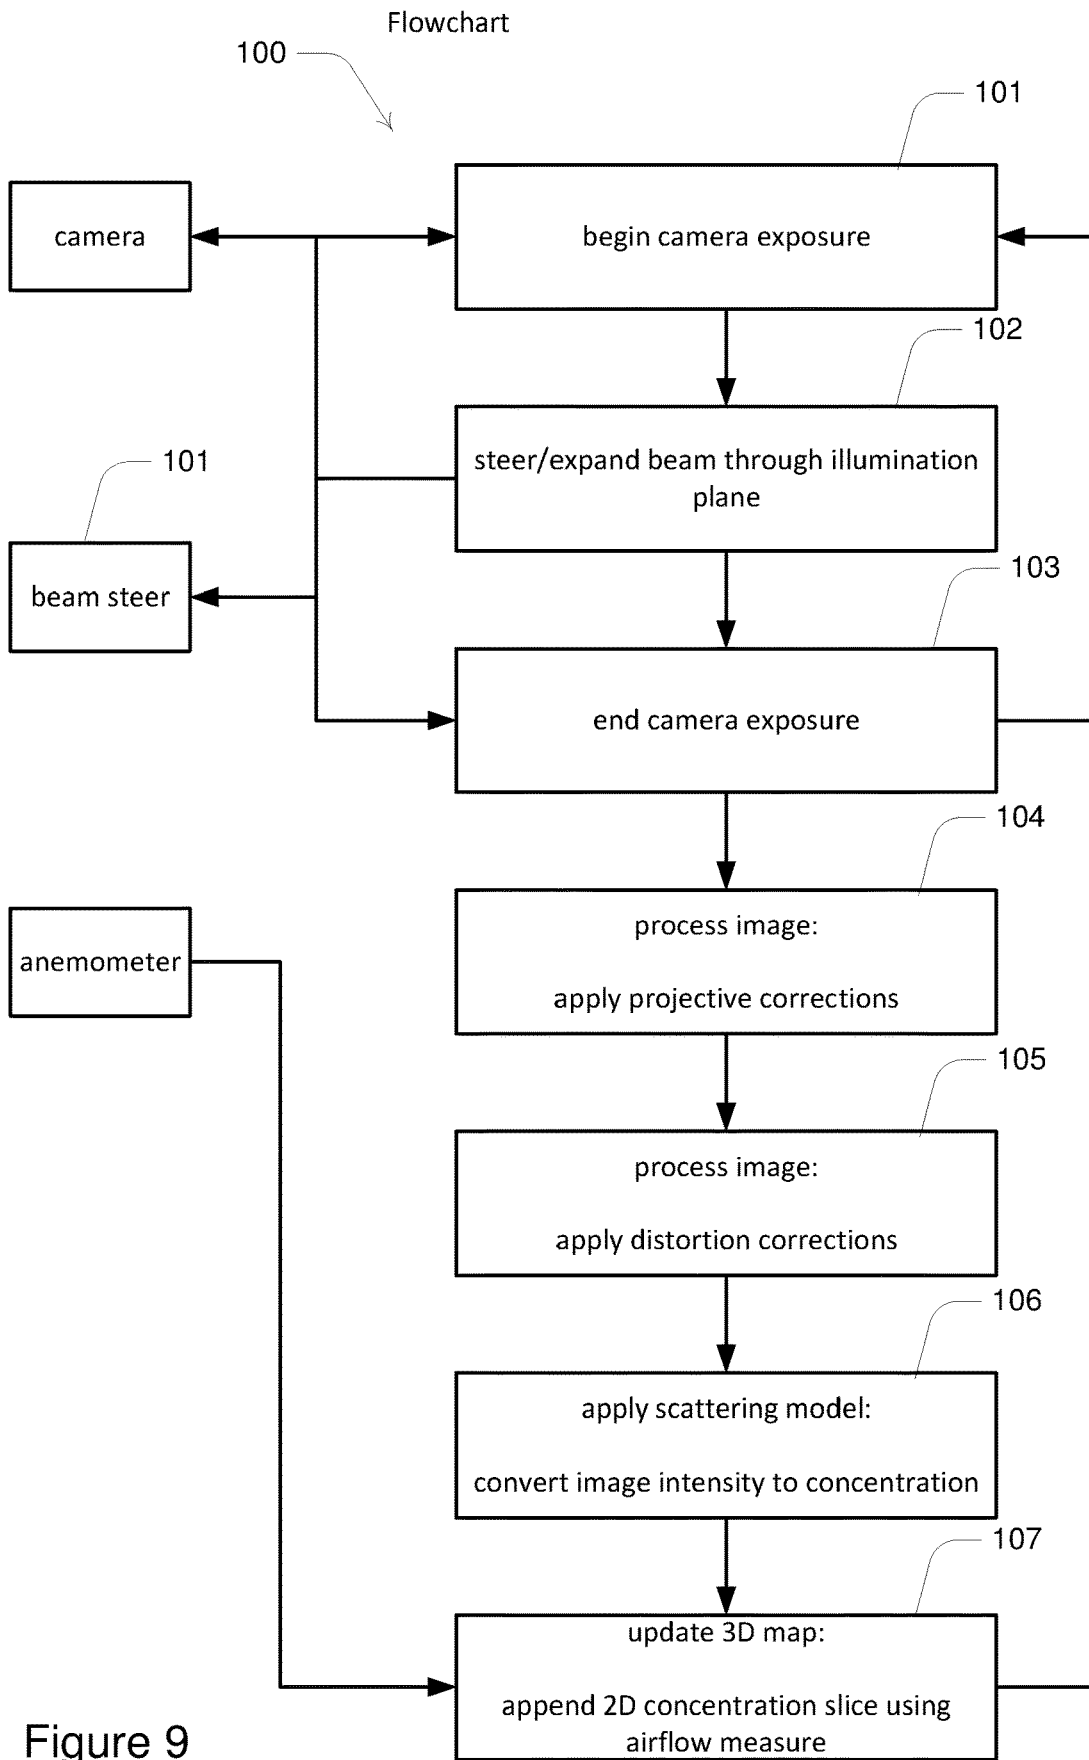 Flowchart
100
101
camera
begin camera exposure
102
steer/expand beam through illumination
plane
101
beam steer
103
end camera exposure
104
anemometer
process image:
apply projective corrections
105
process image:
apply distortion corrections
106
apply scattering model:
convert image intensity to concentration
107
update 3D map:
append 2D concentration slice using
airflow measure
Figure 9